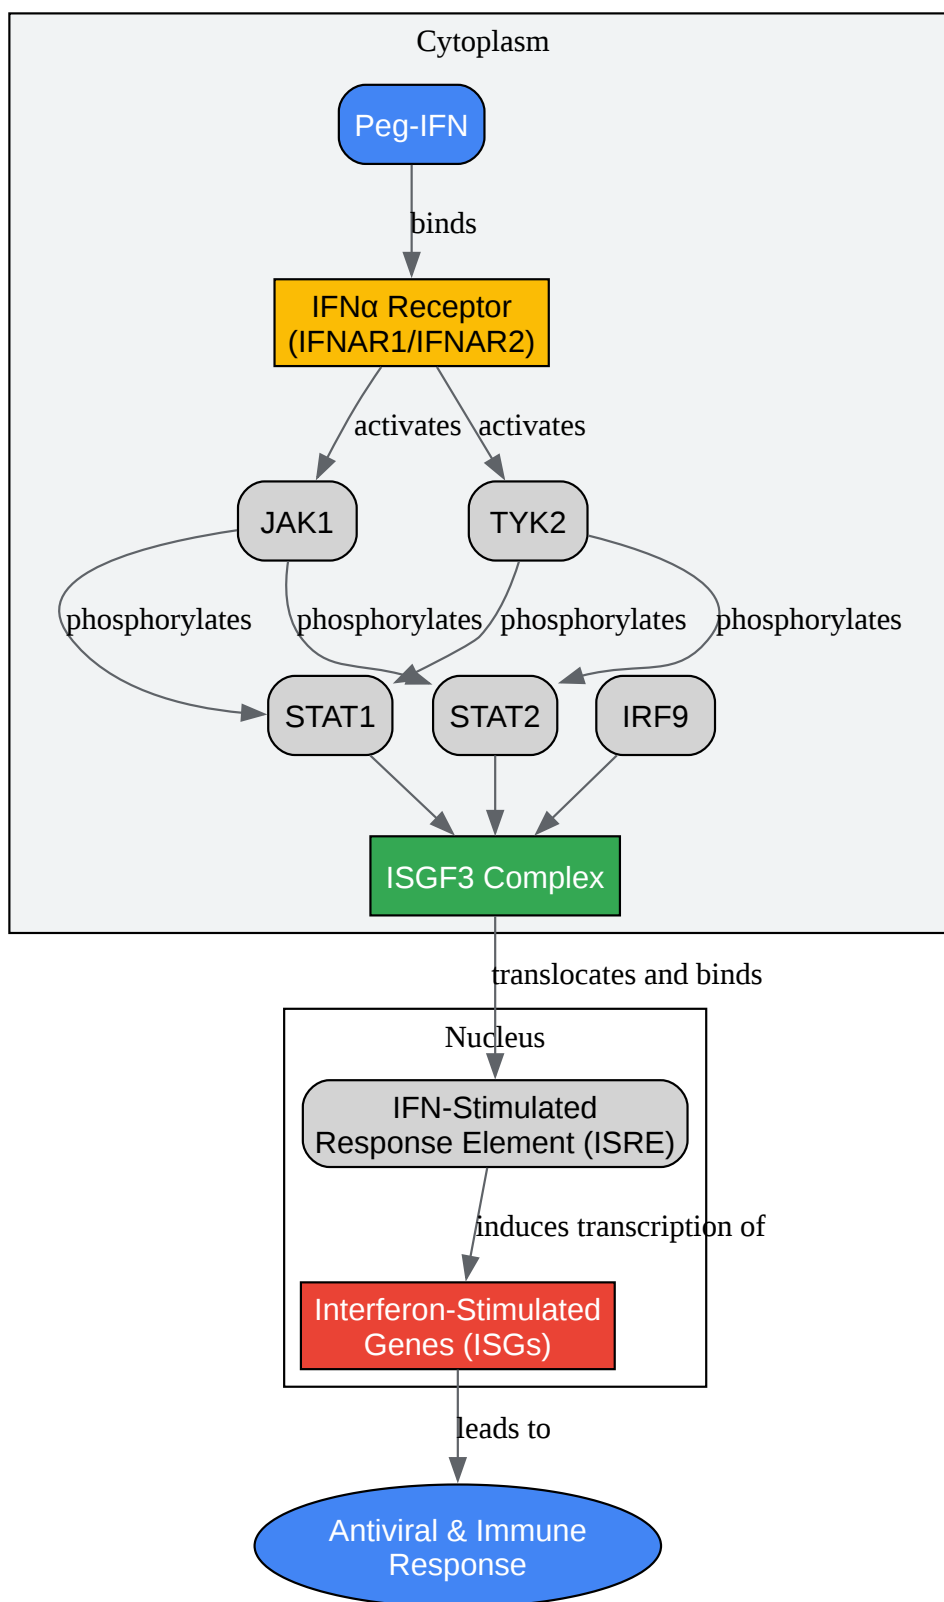 Cytoplasm
Peg-IFN
binds
IFNα Receptor
(IFNAR1/IFNAR2)
activates
activates
JAK1
TYK2
phosphorylates
phosphorylates
phosphorylates
phosphorylates
STAT1
STAT2
IRF9
ISGF3 Complex
translocates and binds
Nucleus
IFN-Stimulated
Response Element (ISRE)
induces transcription of
Interferon-Stimulated
Genes (ISGs)
leads to
Antiviral & Immune
Response